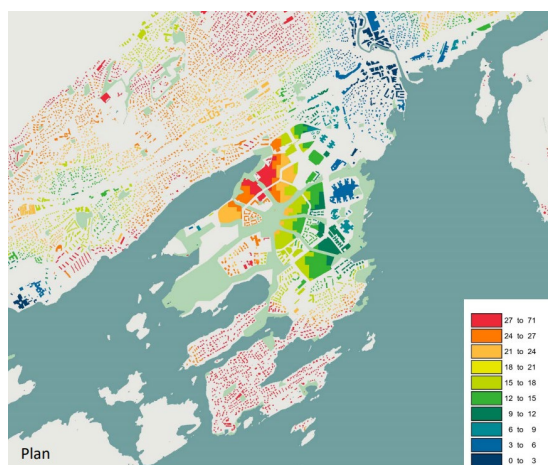 27 to 71
24 to 27
21 to 24
18 to 21
15 to 18
12 to 15
9 to 12
6 to 9
3 to 6
0 to 3
Plan